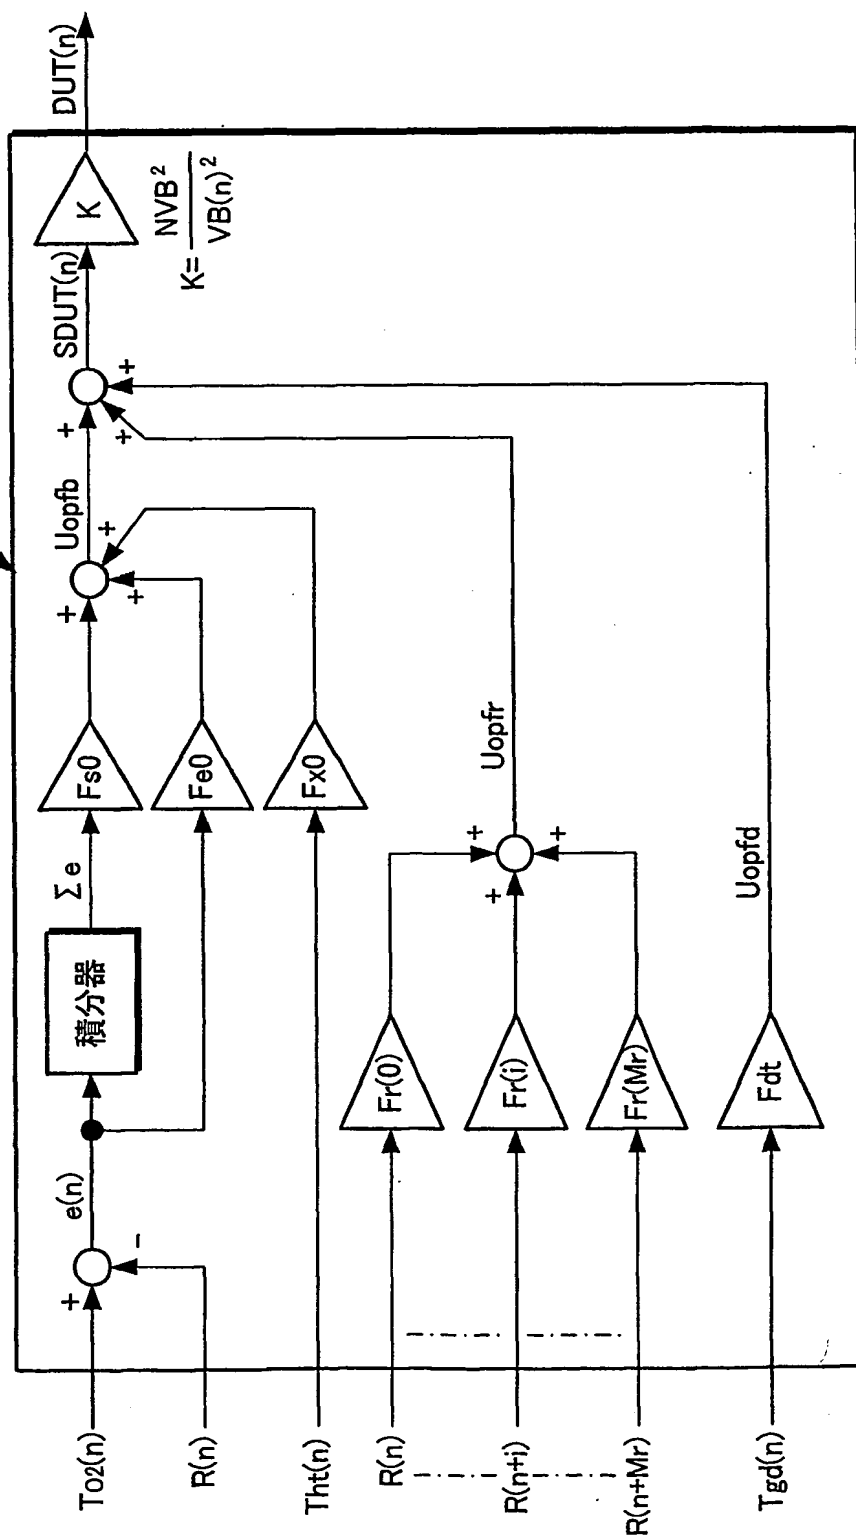 To2(n)
R(n)
Tht(n)
R(n)
R(n+i)
R(n+Mr)
Tgd(n)
+
-
e(n)
積分器
Σe
Fs0
Fe0
Fx0
+
+
+
Uopfb
Fr(0)
Fr(i)
Fr(Mr)
+
+
+
Uopfr
Fdt
Uopfd
+
+
+
SDUT(n)
K
K=NVB²/VB(n)²
DUT(n)